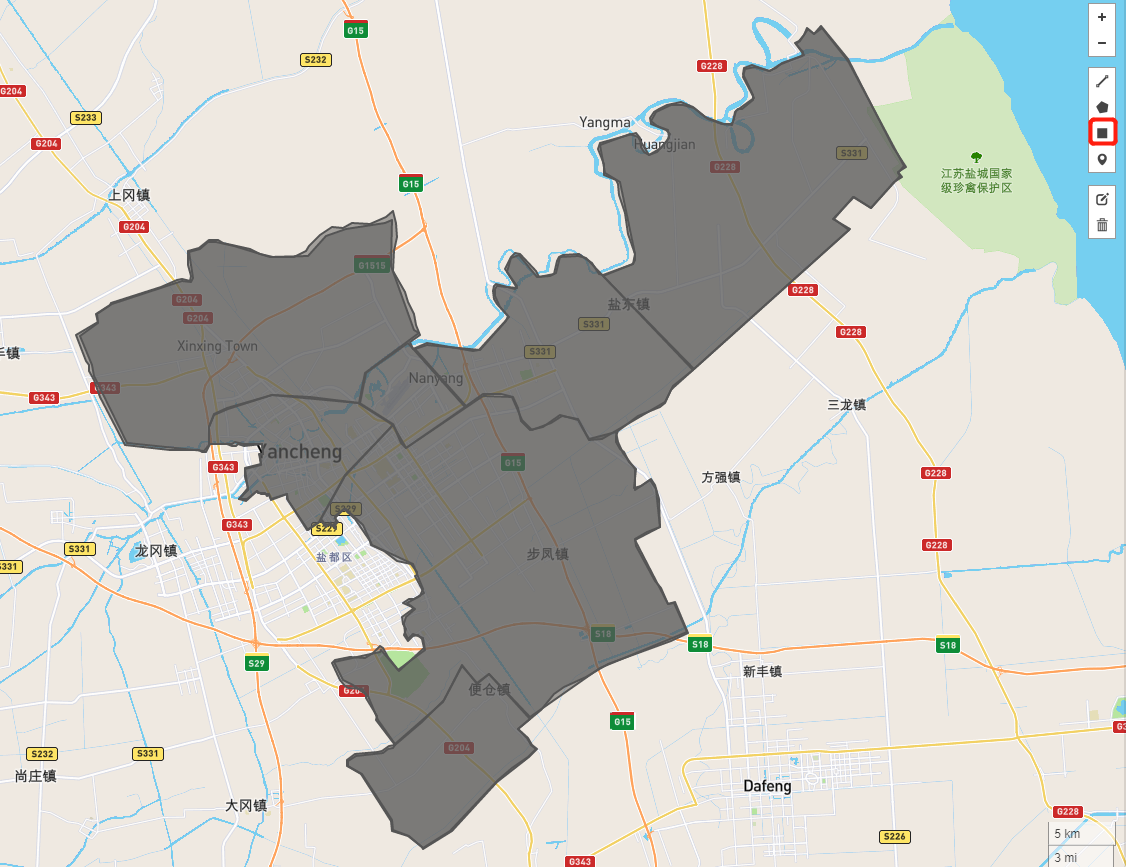 G15
S232
G228
G204
S233
Yangma
Huangjian
G204
S331
G228
江苏盐城国家
级珍禽保护区
G15
上冈镇
G204
G1515
G228
G204
盐东镇
G204
S331
G228
Xinxing Town
S331
Nanyang
G343
G343
三龙镇
Yancheng
G15
G343
G228
方强镇
S329
G343
S229
盐都区
G228
S331
龙冈镇
步凤镇
S331
S18
S18
S18
S29
新丰镇
便仓镇
G15
G204
S232
S331
尚庄镇
Dafeng
大冈镇
G228
5 km
S226
3 mi
G343